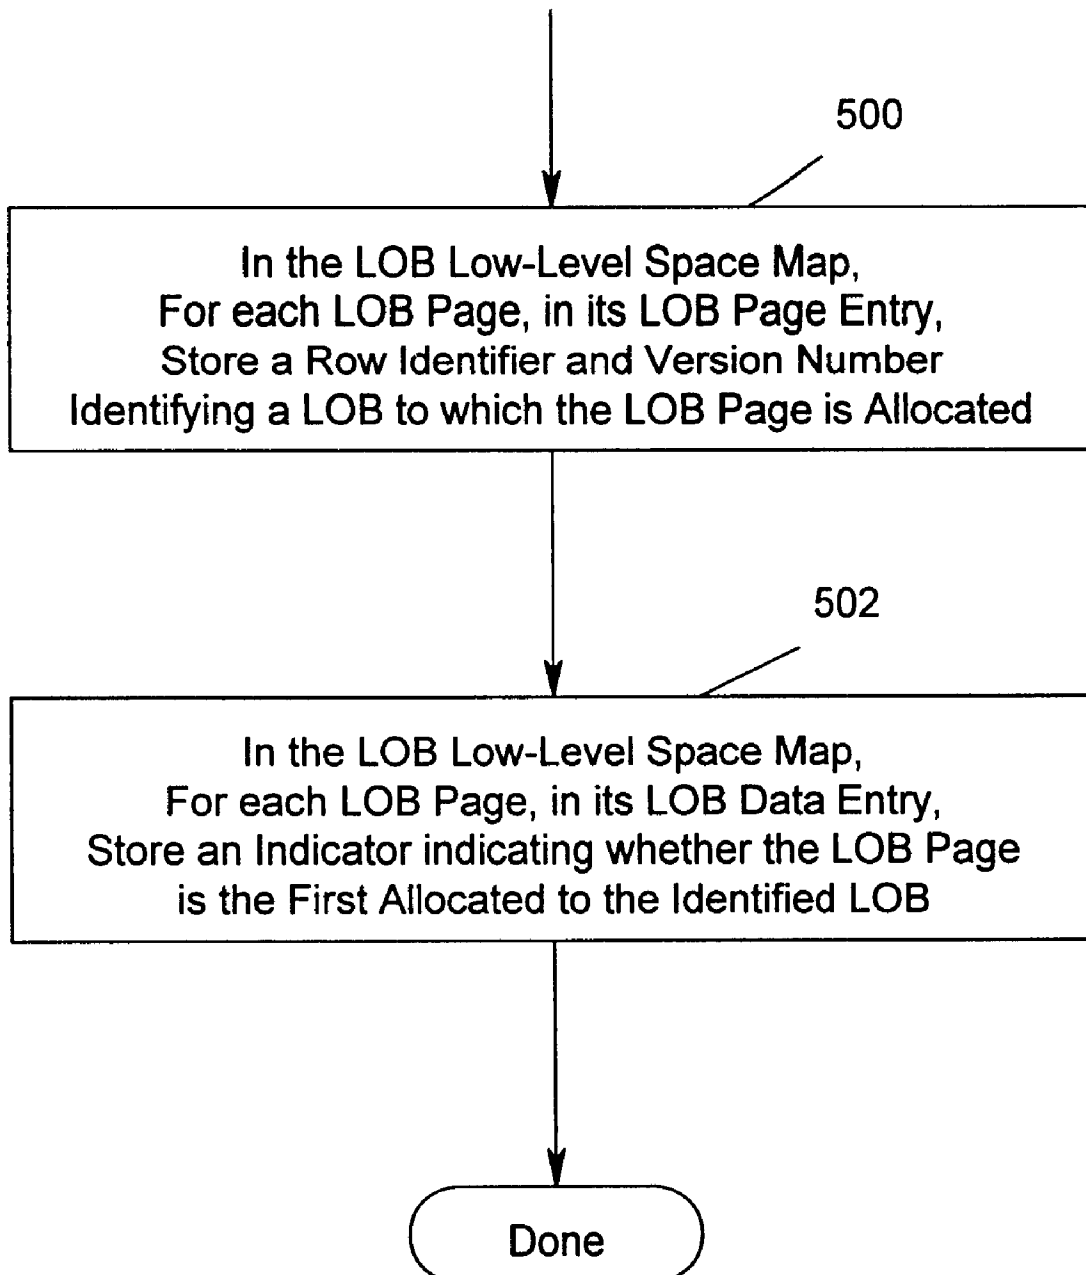 500
In the LOB Low-Level Space Map,
For each LOB Page, in its LOB Page Entry,
Store a Row Identifier and Version Number
Identifying a LOB to which the LOB Page is Allocated
502
In the LOB Low-Level Space Map,
For each LOB Page, in its LOB Data Entry,
Store an Indicator indicating whether the LOB Page
is the First Allocated to the Identified LOB
Done